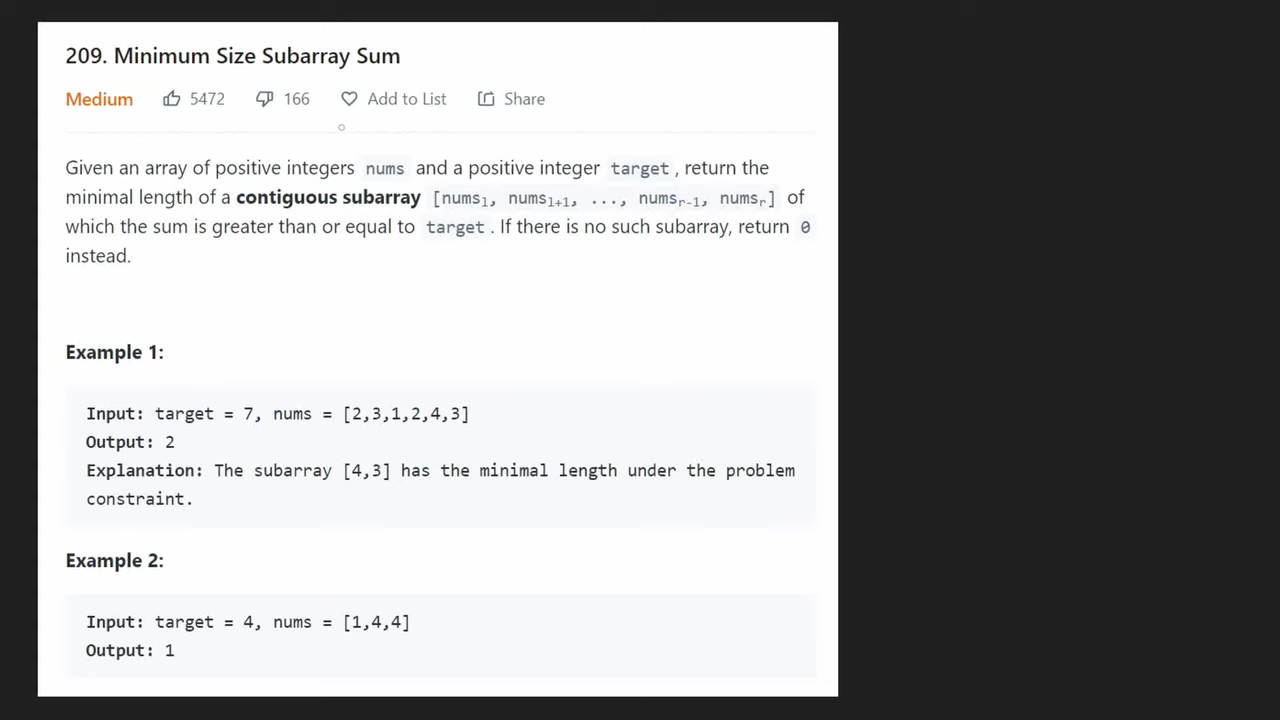 209. Minimum Size Subarray Sum
Medium 5472 166 Add to List Share
Given an array of positive integers nums and a positive integer target, return the
minimal length of a contiguous subarray [numsₗ, numsₗ₊₁, ..., numsᵣ₋₁, numsᵣ] of
which the sum is greater than or equal to target. If there is no such subarray, return 0
instead.
Example 1:
Input: target = 7, nums = [2,3,1,2,4,3]
Output: 2
Explanation: The subarray [4,3] has the minimal length under the problem
constraint.
Example 2:
Input: target = 4, nums = [1,4,4]
Output: 1